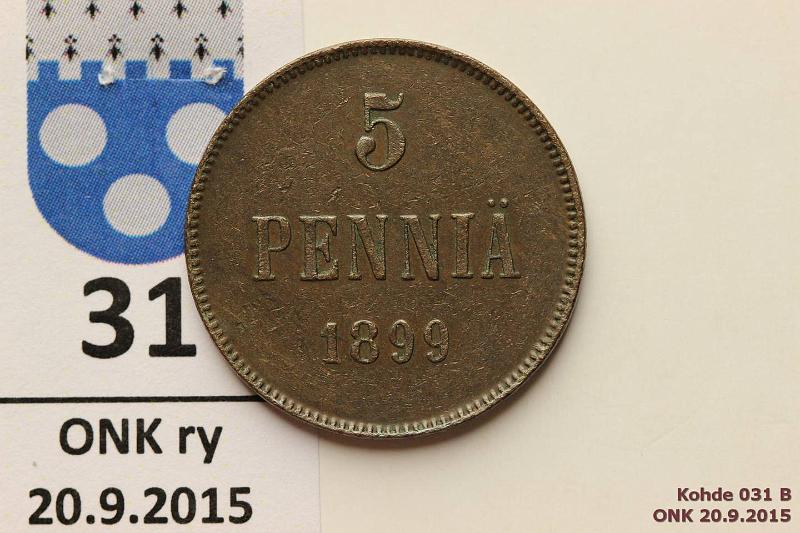 5
PENNIÄ
1899
31
ONK ry
20.9.2015
Kohde 031 B
ONK 20.9.2015